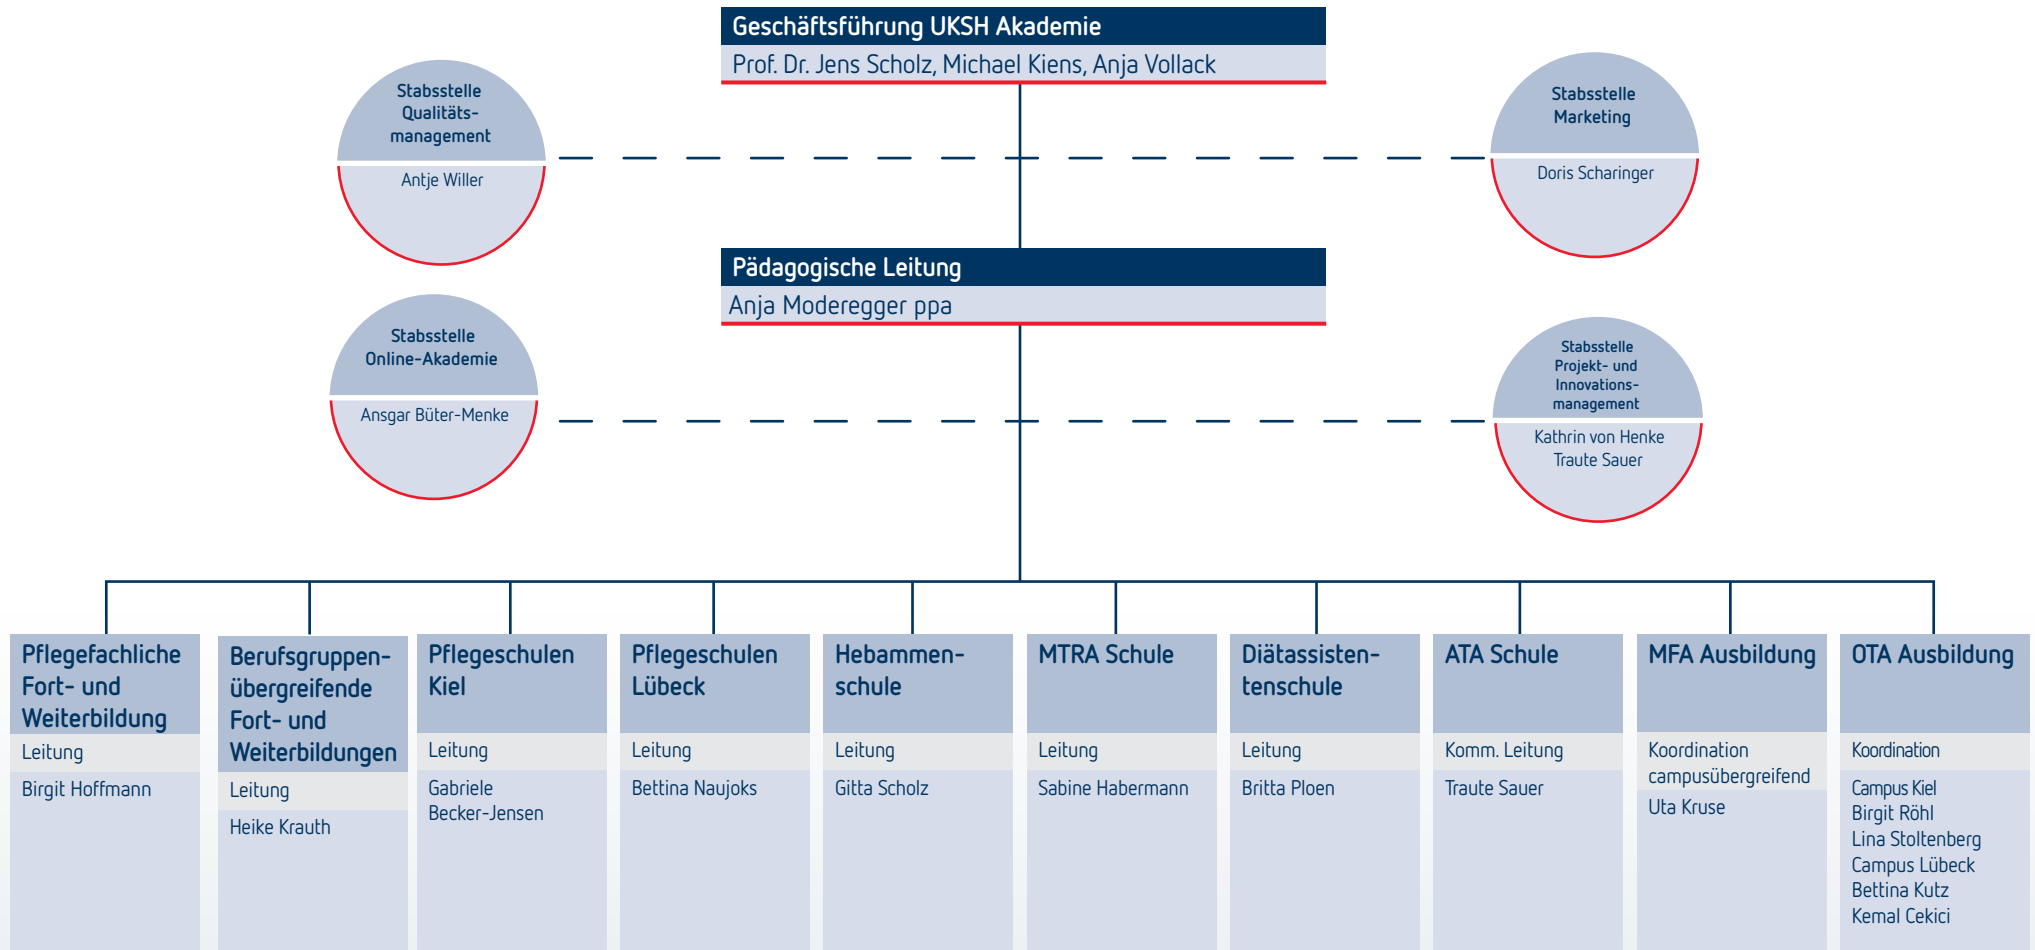 Geschäftsführung UKSH Akademie
Prof. Dr. Jens Scholz, Michael Kiens, Anja Vollack
Stabsstelle
Qualitäts-
management
Antje Willer
Stabsstelle
Marketing
Doris Scharinger
Pädagogische Leitung
Anja Moderegger ppa
Stabsstelle
Online-Akademie
Ansgar Büter-Menke
Stabsstelle
Projekt- und
Innovations-
management
Kathrin von Henke
Traute Sauer
Pflegefachliche
Fort- und
Weiterbildung
Leitung
Birgit Hoffmann
Berufsgruppen-
übergreifende
Fort- und
Weiterbildungen
Leitung
Heike Krauth
Pflegeschulen
Kiel
Leitung
Gabriele
Becker-Jensen
Pflegeschulen
Lübeck
Leitung
Bettina Naujoks
Hebammen-
schule
Leitung
Gitta Scholz
MTRA Schule
Leitung
Sabine Habermann
Diätassisten-
tenschule
Leitung
Britta Ploen
ATA Schule
Komm. Leitung
Traute Sauer
MFA Ausbildung
Koordination
campusübergreifend
Uta Kruse
OTA Ausbildung
Koordination
Campus Kiel
Birgit Röhl
Lina Stoltenberg
Campus Lübeck
Bettina Kutz
Kemal Cekici